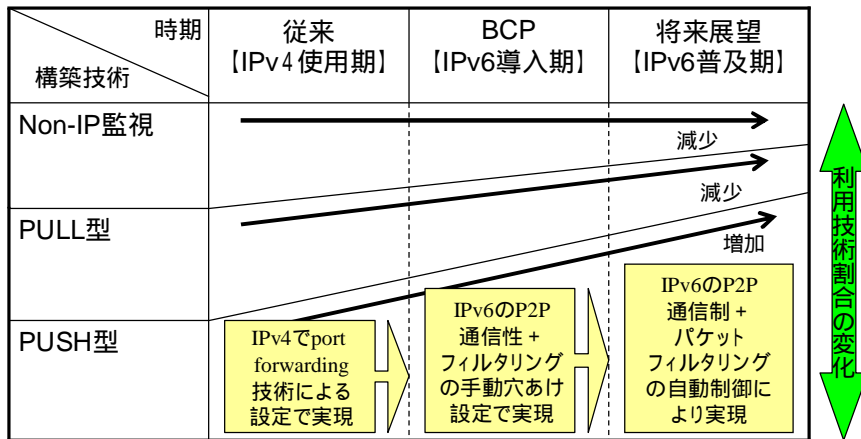 時期
構築技術
従来
【IPv４使用期】
BCP
【IPv6導入期】
将来展望
【IPv6普及期】
Non-IP監視
減少
PULL型
減少
増加
PUSH型
IPv4でport
forwarding
技術による
設定で実現
IPv6のP2P
通信性 +
フィルタリング
の手動穴あけ
設定で実現
IPv6のP2P
通信制 +
パケット
フィルタリング
の自動制御に
より実現
利用技術割合の変化